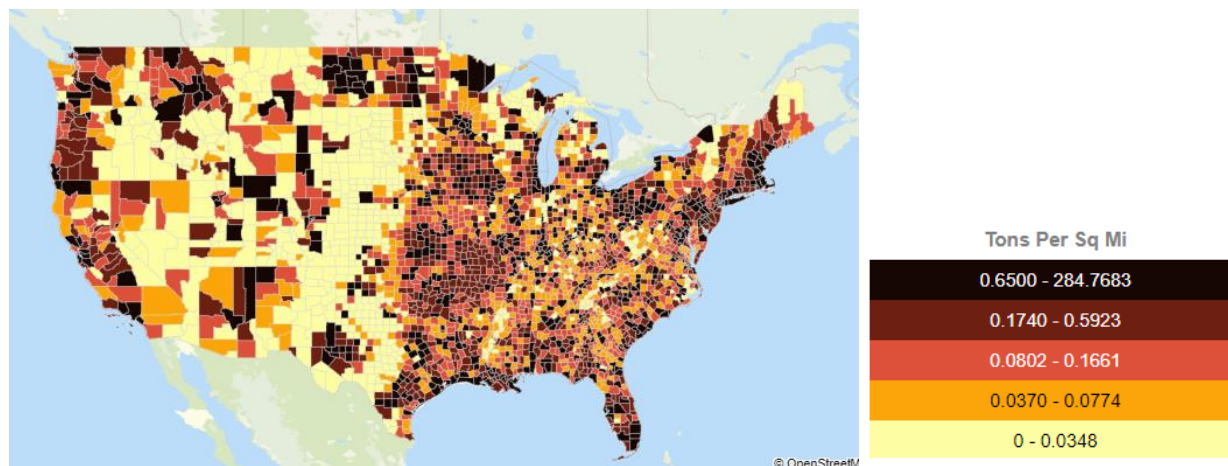 Tons Per Sq Mi
0.6500 - 284.7683
0.1740 - 0.5923
0.0802 - 0.1661
0.0370 - 0.0774
0 - 0.0348
© OpenStreetM